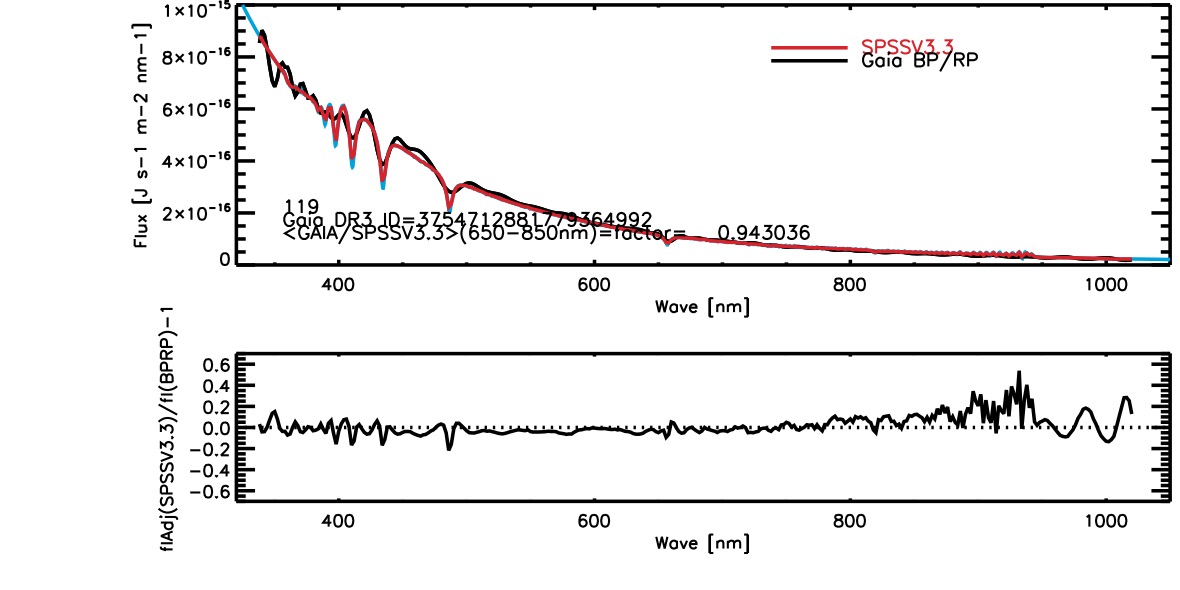 1×10⁻¹⁵
8×10⁻¹⁶
6×10⁻¹⁶
4×10⁻¹⁶
2×10⁻¹⁶
0
Flux [J s−1 m−2 nm−1]
SPSSV3.3
Gaia BP/RP
119
Gaia DR3 ID=3754712881779364992
<GAIA/SPSSV3.3>(650−850nm)=factor= 0.943036
400 600 800 1000
Wave [nm]
flAdj(SPSSV3.3)/fl(BPRP)−1
0.6
0.4
0.2
0.0
−0.2
−0.4
−0.6
400 600 800 1000
Wave [nm]